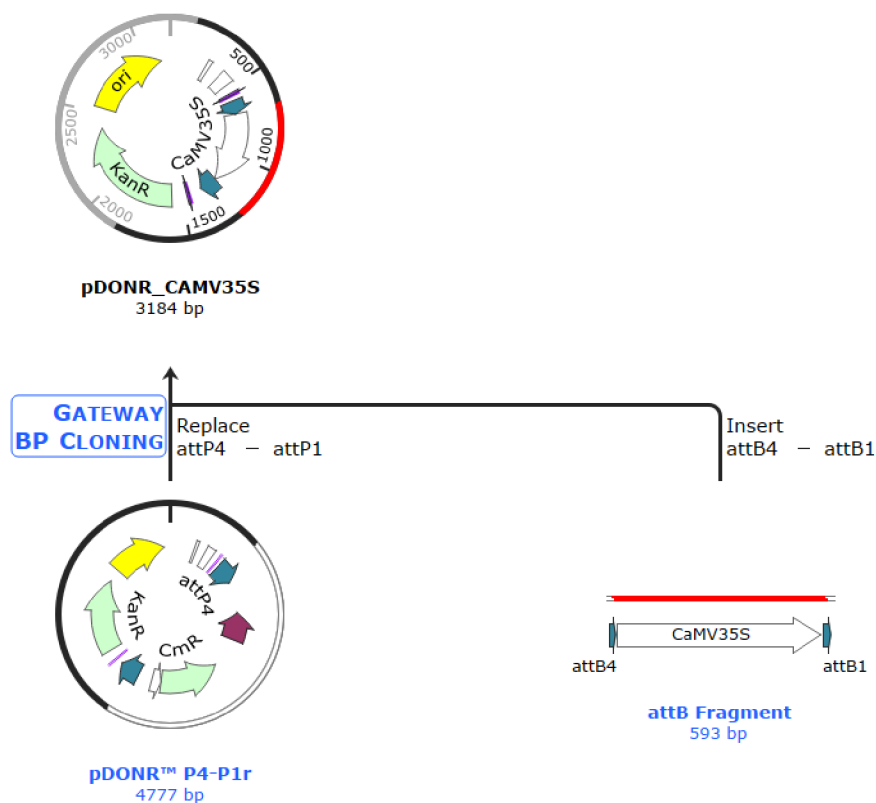 3000
500
ori
2500
CaMV35S
1000
KanR
2000
1500
pDONR_CAMV35S
3184 bp
GATEWAY
BP CLONING
Replace
attP4 – attP1
Insert
attB4 – attB1
attP4
KanR
CmR
CaMV35S
attB4
attB1
attB Fragment
593 bp
pDONR™ P4-P1r
4777 bp